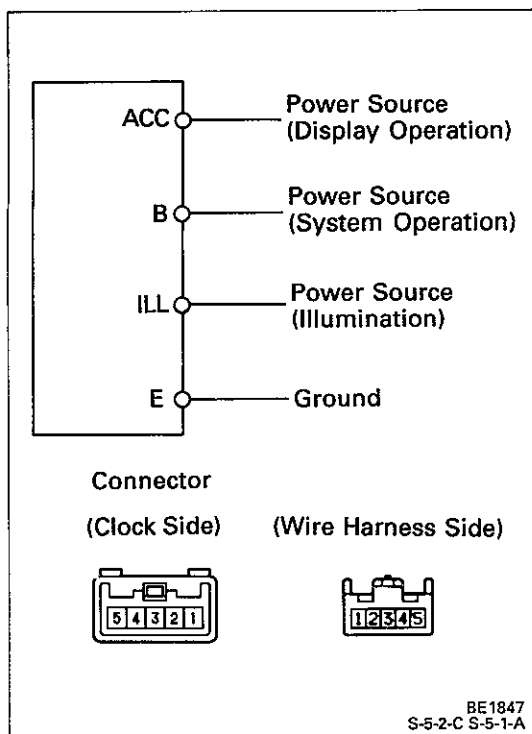 ACC
Power Source
(Display Operation)
B
Power Source
(System Operation)
ILL
Power Source
(Illumination)
E
Ground
Connector
(Clock Side)
(Wire Harness Side)
5 4 3 2 1
1 2 3 4 5
BE1847
S-5-2-C S-5-1-A